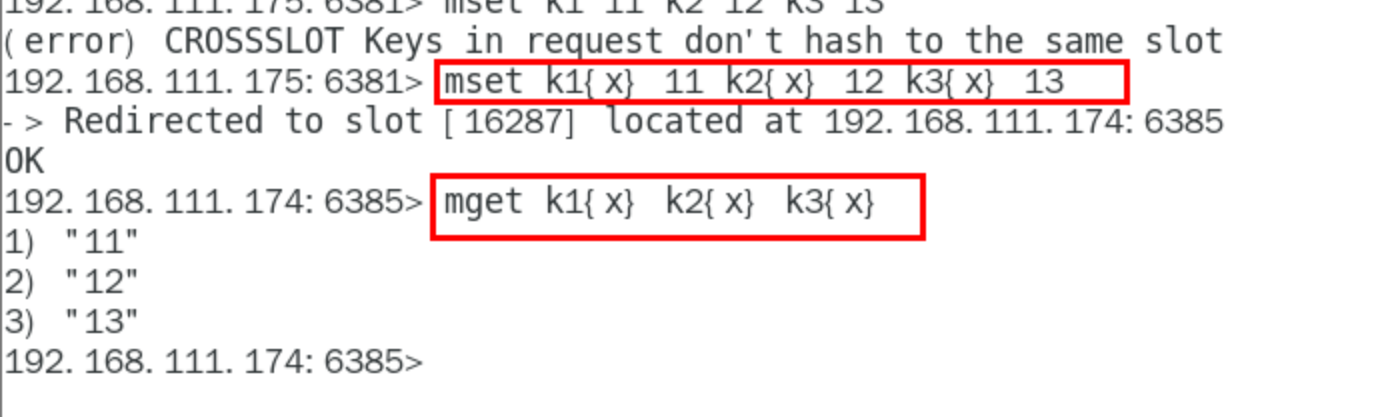 192.168.111.175:6381> mset k1 11 k2 12 k3 13
(error) CROSSSLOT Keys in request don't hash to the same slot
192.168.111.175:6381> mset k1{x} 11 k2{x} 12 k3{x} 13
-> Redirected to slot [16287] located at 192.168.111.174:6385
OK
192.168.111.174:6385> mget k1{x} k2{x} k3{x}
1) "11"
2) "12"
3) "13"
192.168.111.174:6385>